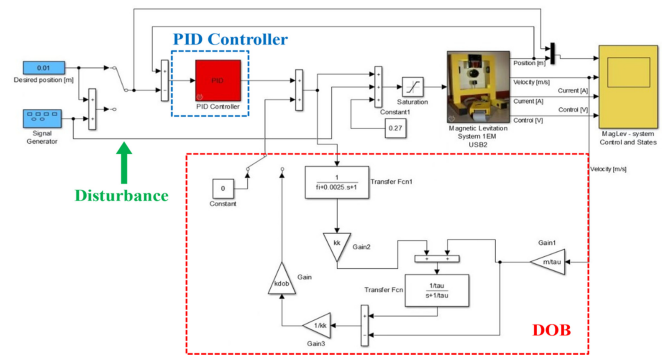 PID Controller
0.01
Desired position [m]
PID
PID Controller
Signal
Generator
Disturbance
Saturation
Constant1
0.27
Magnetic Levitation
System 1EM
USB2
Position [m]
Velocity [m/s]
Current [A]
Current [A]
Control [V]
Control [V]
MagLev - system
Control and States
Velocity [m/s]
0
Constant
1
fi*0.0025.s+1
Transfer Fcn1
kk
Gain2
Gain1
m/tau
Transfer Fcn
1/tau
s+1/tau
kdob
Gain
1/kk
Gain3
DOB